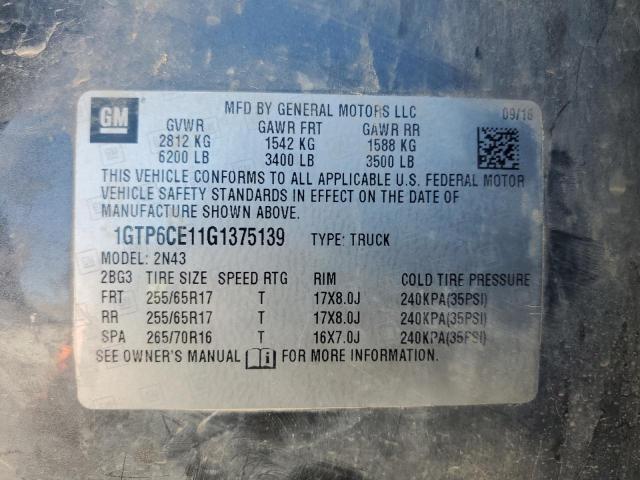 GM
MFD BY GENERAL MOTORS LLC 09/16
GVWR GAWR FRT GAWR RR
2812 KG 1542 KG 1588 KG
6200 LB 3400 LB 3500 LB
THIS VEHICLE CONFORMS TO ALL APPLICABLE U.S. FEDERAL MOTOR
VEHICLE SAFETY STANDARDS IN EFFECT ON THE DATE OF
MANUFACTURE SHOWN ABOVE.
1GTP6CE11G1375139 TYPE: TRUCK
MODEL: 2N43
2BG3 TIRE SIZE SPEED RTG RIM COLD TIRE PRESSURE
FRT 255/65R17 T 17X8.0J 240KPA(35PSI)
RR 255/65R17 T 17X8.0J 240KPA(35PSI)
SPA 265/70R16 T 16X7.0J 240KPA(35PSI)
SEE OWNER'S MANUAL FOR MORE INFORMATION.